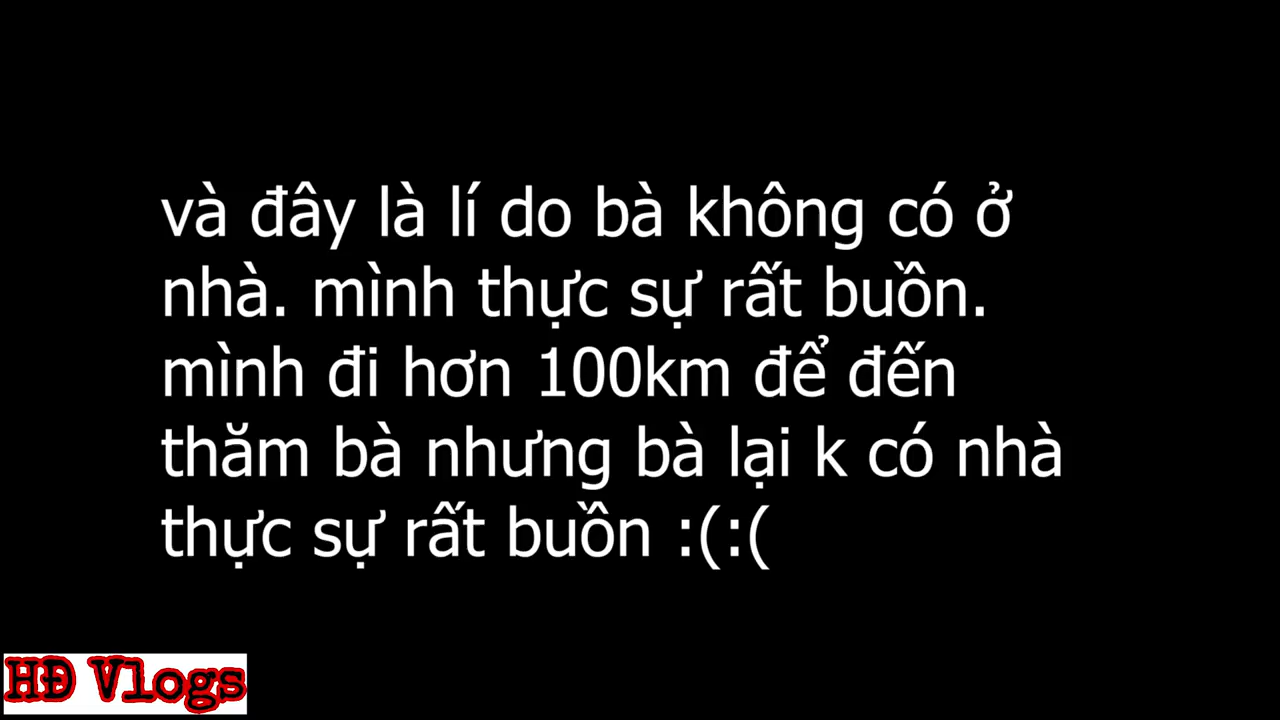 và đây là lí do bà không có ở
nhà. mình thực sự rất buồn.
mình đi hơn 100km để đến
thăm bà nhưng bà lại k có nhà
thực sự rất buồn :(:(
HĐ Vlogs